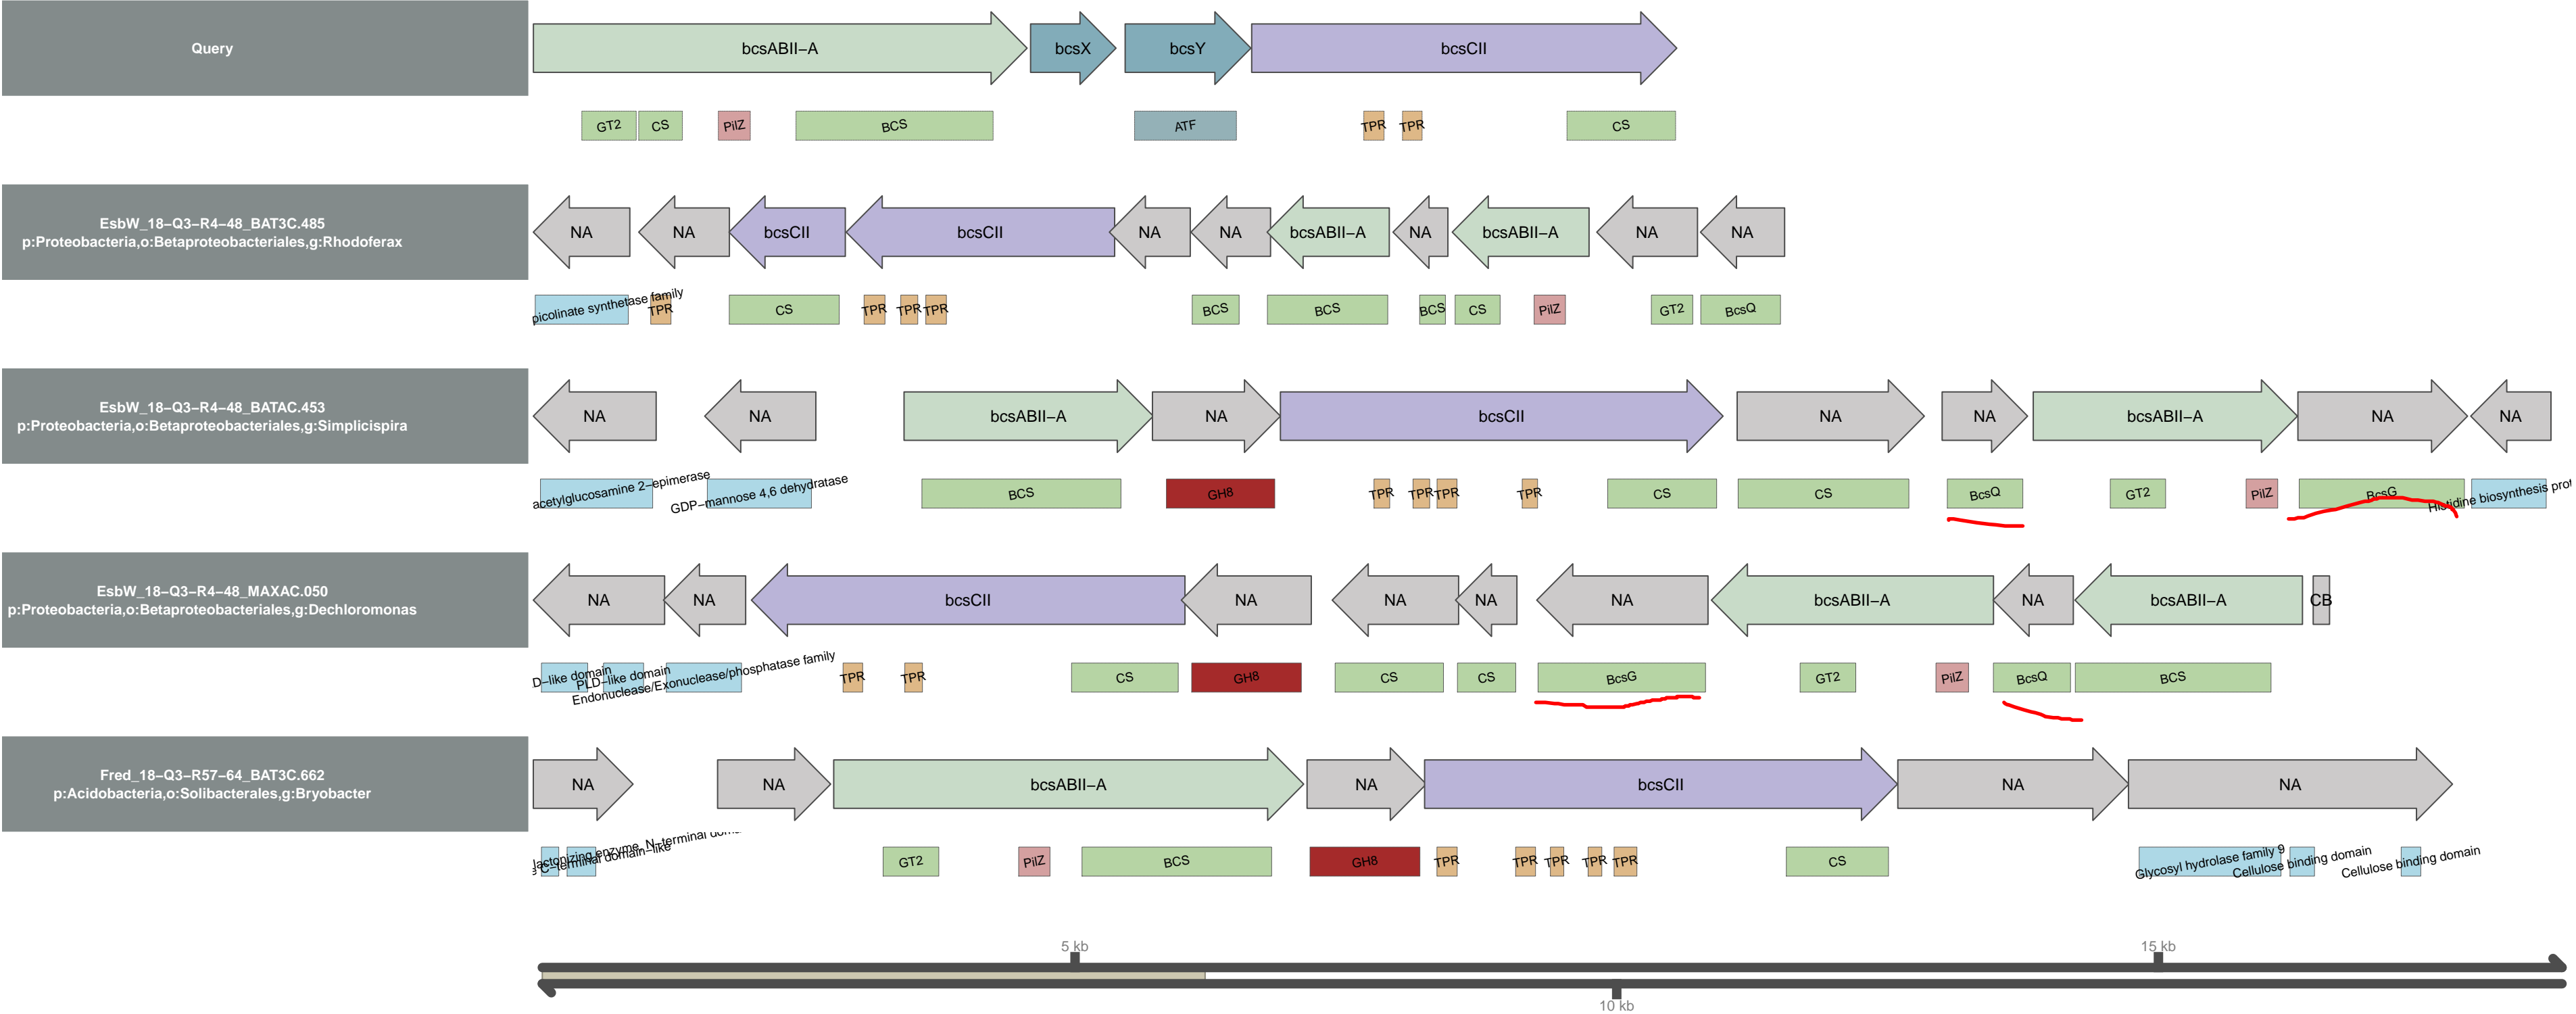 Query
bcsABII–A bcsX bcsY bcsCII
GT2 CS PilZ BCS ATF TPR TPR CS
EsbW_18–Q3–R4–48_BAT3C.485
p:Proteobacteria,o:Betaproteobacteriales,g:Rhodoferax
NA NA bcsCII bcsCII NA NA bcsABII–A NA bcsABII–A NA NA
picolinate synthetase family TPR CS TPR TPR TPR BCS BCS BCS CS PilZ GT2 BcsQ
EsbW_18–Q3–R4–48_BATAC.453
p:Proteobacteria,o:Betaproteobacteriales,g:Simplicispira
NA NA bcsABII–A NA bcsCII NA NA bcsABII–A NA NA
acetylglucosamine 2–epimerase GDP–mannose 4,6 dehydratase BCS GH8 TPR TPR TPR TPR CS CS BcsQ GT2 PilZ BcsG Histidine biosynthesis prot
EsbW_18–Q3–R4–48_MAXAC.050
p:Proteobacteria,o:Betaproteobacteriales,g:Dechloromonas
NA NA bcsCII NA NA NA NA bcsABII–A NA bcsABII–A CB
D–like domain PLD–like domain Endonuclease/Exonuclease/phosphatase family TPR TPR CS GH8 CS CS BcsG GT2 PilZ BcsQ BCS
Fred_18–Q3–R57–64_BAT3C.662
p:Acidobacteria,o:Solibacterales,g:Bryobacter
NA NA bcsABII–A NA bcsCII NA NA
lactonizing enzyme, N–terminal e C–terminal domain–like GT2 PilZ BCS GH8 TPR TPR TPR TPR TPR CS Glycosyl hydrolase family 9 Cellulose binding domain Cellulose binding domain
5 kb 15 kb
10 kb